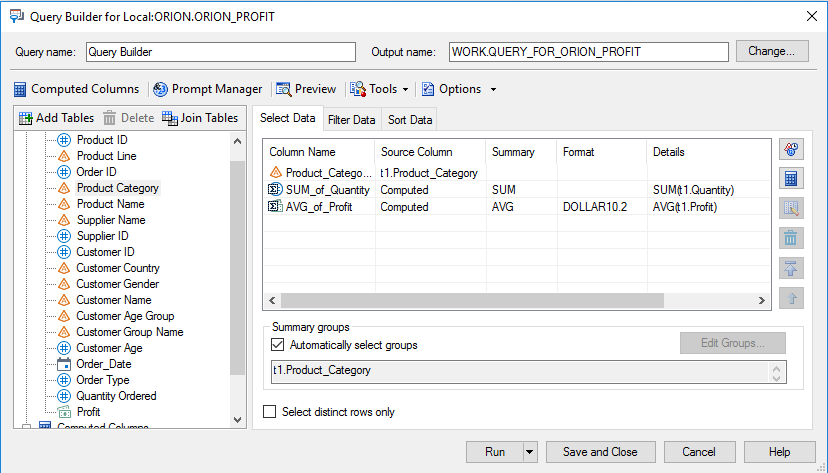 Query Builder for Local:ORION.ORION_PROFIT
Query name: Query Builder Output name: WORK.QUERY_FOR_ORION_PROFIT Change...
Computed Columns Prompt Manager Preview Tools Options
Add Tables Delete Join Tables
Product ID
Product Line
Order ID
Product Category
Product Name
Supplier Name
Supplier ID
Customer ID
Customer Country
Customer Gender
Customer Name
Customer Age Group
Customer Group Name
Customer Age
Order_Date
Order Type
Quantity Ordered
Profit
Computed Columns
Select Data Filter Data Sort Data
Column Name Source Column Summary Format Details
Product_Catego... t1.Product_Category
SUM_of_Quantity Computed SUM SUM(t1.Quantity)
AVG_of_Profit Computed AVG DOLLAR10.2 AVG(t1.Profit)
Summary groups
Automatically select groups Edit Groups...
t1.Product_Category
Select distinct rows only
Run Save and Close Cancel Help